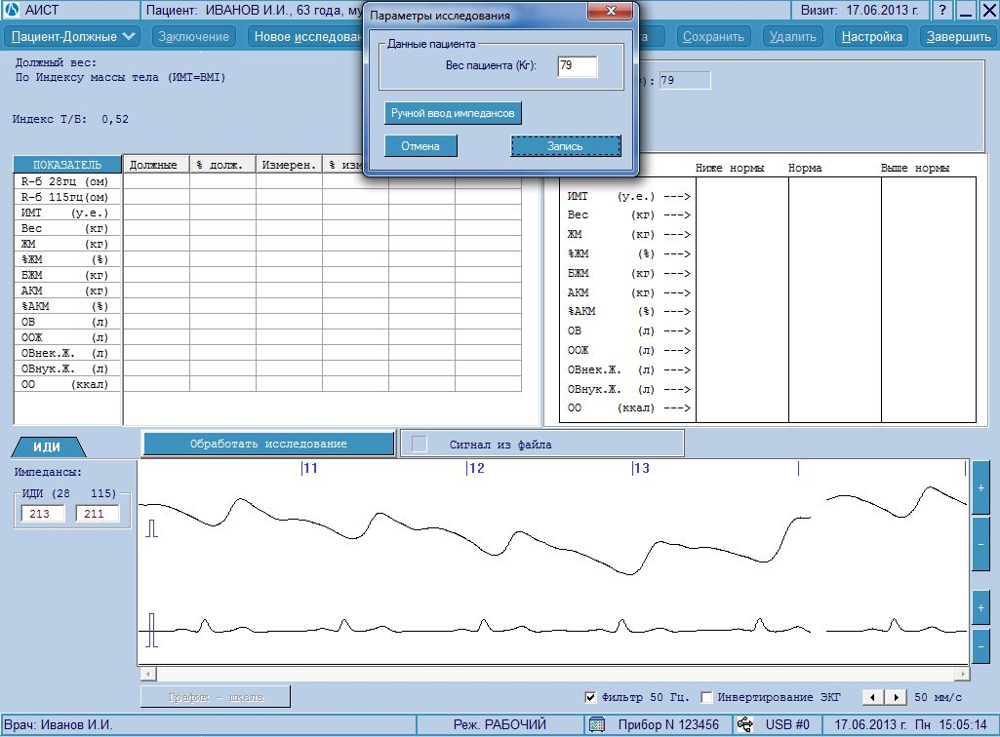 АИСТ
Пациент: ИВАНОВ И.И., 63 года,
Визит: 17.06.2013 г.
?
Пациент-Должные
Заключение
Новое исследован
Сохранить
Удалить
Настройка
Завершить
Параметры исследования
Данные пациента
Вес пациента (Кг): 79
Ручной ввод импедансов
Отмена
Запись
Должный вес:
По Индексу массы тела (ИМТ=BMI)
): 79
Индекс Т/Б: 0,52
ПОКАЗАТЕЛЬ Должные % долж. Измерен. % изм
R-б 28гц (ом)
R-б 115гц(ом)
ИМТ (у.е.)
Вес (кг)
ЖМ (кг)
%ЖМ (%)
БЖМ (кг)
АКМ (кг)
%АКМ (%)
ОВ (л)
ООЖ (л)
ОВнек.Ж. (л)
ОВнук.Ж. (л)
ОО (ккал)
Ниже нормы Норма Выше нормы
ИМТ (у.е.) --->
Вес (кг) --->
ЖМ (кг) --->
%ЖМ (%) --->
БЖМ (кг) --->
АКМ (кг) --->
%АКМ (%) --->
ОВ (л) --->
ООЖ (л) --->
ОВнек.Ж. (л) --->
ОВнук.Ж. (л) --->
ОО (ккал) --->
ИДИ
Обработать исследование
Сигнал из файла
Импедансы:
ИДИ (28 115)
213 211
11 12 13
+
-
+
-
График - шкала
Фильтр 50 Гц.
Инвертирование ЭКГ
50 мм/с
Врач: Иванов И.И.
Реж. РАБОЧИЙ
Прибор N 123456
USB #0
17.06.2013 г. Пн 15:05:14